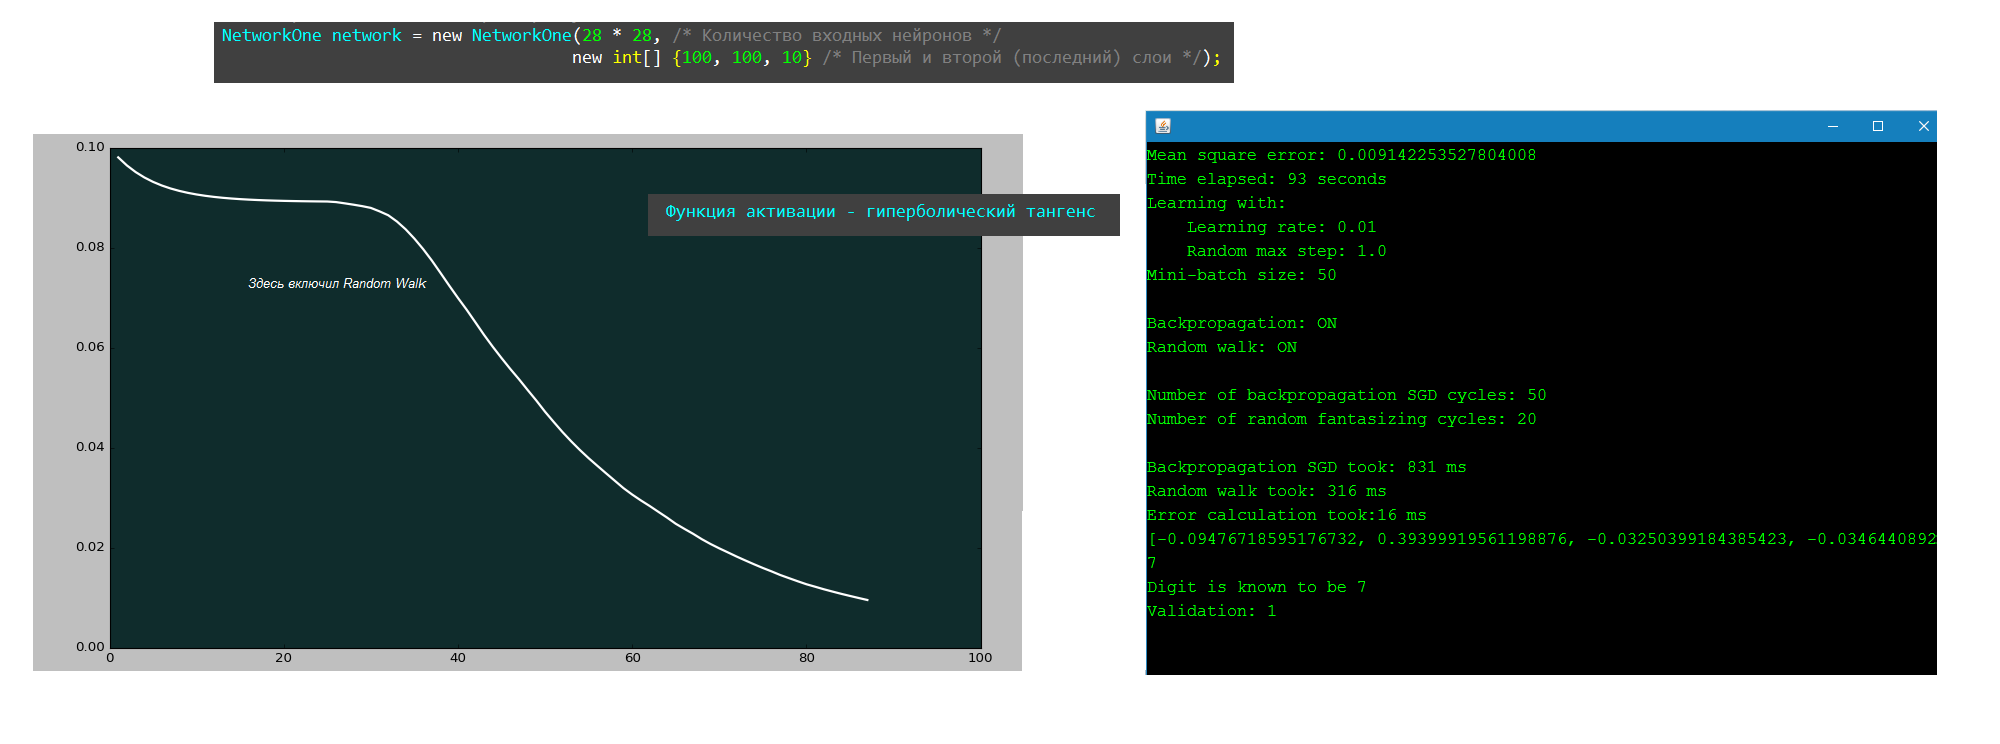 NetworkOne network = new NetworkOne(28 * 28, /* Количество входных нейронов */
new int[] {100, 100, 10} /* Первый и второй (последний) слои */);
0.10
0.08
0.06
0.04
0.02
0.00
0
20
40
60
80
100
Функция активации - гиперболический тангенс
Здесь включил Random Walk
Mean square error: 0.009142253527804008
Time elapsed: 93 seconds
Learning with:
Learning rate: 0.01
Random max step: 1.0
Mini-batch size: 50
Backpropagation: ON
Random walk: ON
Number of backpropagation SGD cycles: 50
Number of random fantasizing cycles: 20
Backpropagation SGD took: 831 ms
Random walk took: 316 ms
Error calculation took:16 ms
[-0.09476718595176732, 0.39399919561198876, -0.03250399184385423, -0.0346440892
7
Digit is known to be 7
Validation: 1